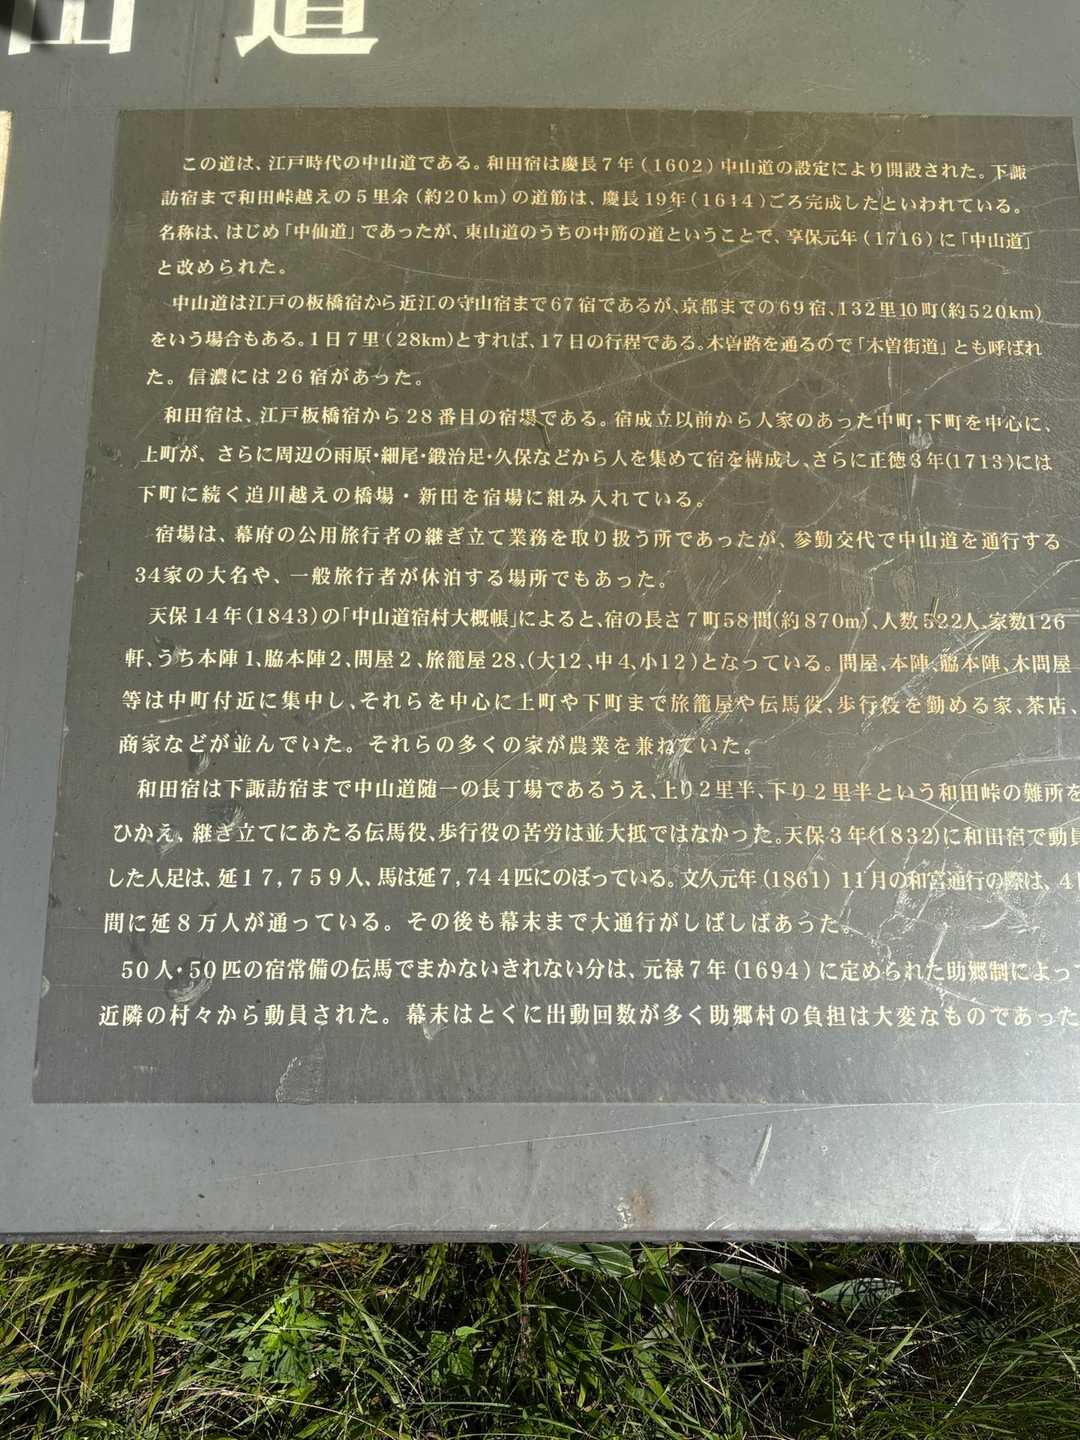 山道
この道は、江戸時代の中山道である。和田宿は慶長7年(1602)中山道の設定により開設された。下諏
訪宿まで和田峠越えの5里余(約20km)の道筋は、慶長19年(1614)ごろ完成したといわれている。
名称は、はじめ「中仙道」であったが、東山道のうちの中筋の道ということで、享保元年(1716)に「中山道」
と改められた。
中山道は江戸の板橋宿から近江の守山宿まで67宿であるが、京都までの69宿、132里10町(約520km)
をいう場合もある。1日7里(28km)とすれば、17日の行程である。木曽路を通るので「木曽街道」とも呼ばれ
た。信濃には26宿があった。
和田宿は、江戸板橋宿から28番目の宿場である。宿成立以前から人家のあった中町・下町を中心に、
上町が、さらに周辺の雨原・細尾・鍛治足・久保などから人を集めて宿を構成し、さらに正徳3年(1713)には
下町に続く追川越えの橋場・新田を宿場に組み入れている。
宿場は、幕府の公用旅行者の継ぎ立て業務を取り扱う所であったが、参勤交代で中山道を通行する
34家の大名や、一般旅行者が休泊する場所でもあった。
天保14年(1843)の「中山道宿村大概帳」によると、宿の長さ7町58間(約870m)、人数522人、家数126
軒、うち本陣1、脇本陣2、問屋2、旅籠屋28、(大12、中4、小12)となっている。問屋、本陣、脇本陣、木問屋
等は中町付近に集中し、それらを中心に上町や下町まで旅籠屋や伝馬役、歩行役を勤める家、茶店、
商家などが並んでいた。それらの多くの家が農業を兼ねていた。
和田宿は下諏訪宿まで中山道随一の長丁場であるうえ、上り2里半、下り2里半という和田峠の難所を
ひかえ、継ぎ立てにあたる伝馬役、歩行役の苦労は並大抵ではなかった。天保3年(1832)に和田宿で動員
した人足は、延17,759人、馬は延7,744匹にのぼっている。文久元年(1861)11月の和宮通行の際は、4日
間に延8万人が通っている。その後も幕末まで大通行がしばしばあった。
50人・50匹の宿常備の伝馬でまかないきれない分は、元禄7年(1694)に定められた助郷制によって
近隣の村々から動員された。幕末はとくに出動回数が多く助郷村の負担は大変なものであった